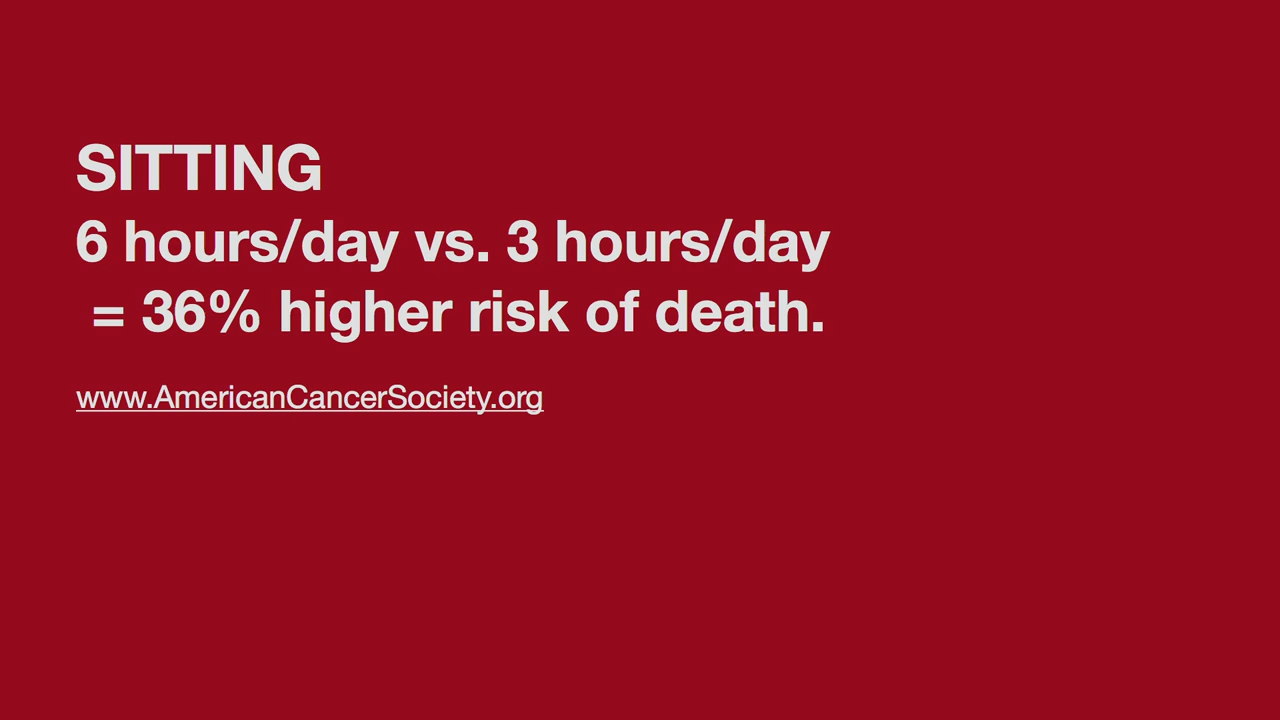 SITTING
6 hours/day vs. 3 hours/day
= 36% higher risk of death.
www.AmericanCancerSociety.org